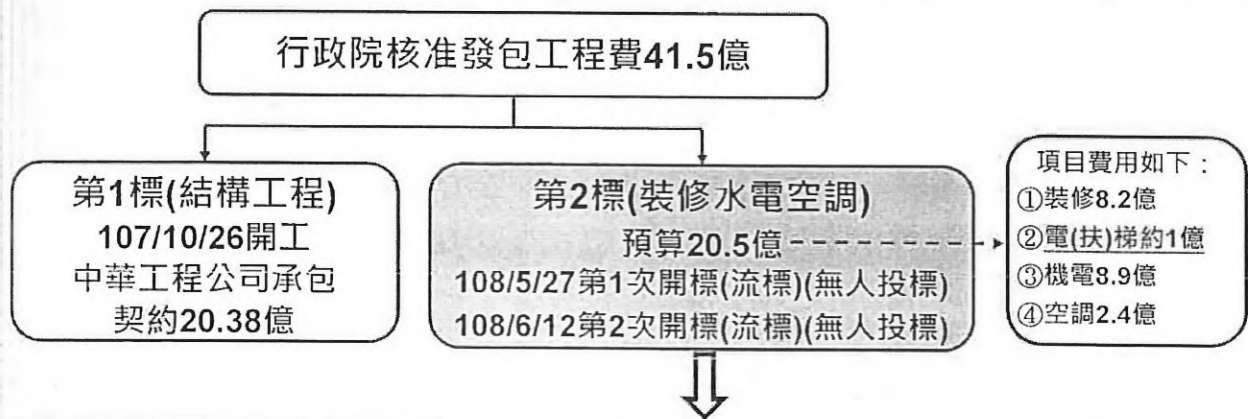 行政院核准發包工程費41.5億
第1標(結構工程)
107/10/26開工
中華工程公司承包
契約20.38億
第2標(裝修水電空調)
預算20.5億
108/5/27第1次開標(流標)(無人投標)
108/6/12第2次開標(流標)(無人投標)
項目費用如下：
①裝修8.2億
②電(扶)梯約1億
③機電8.9億
④空調2.4億